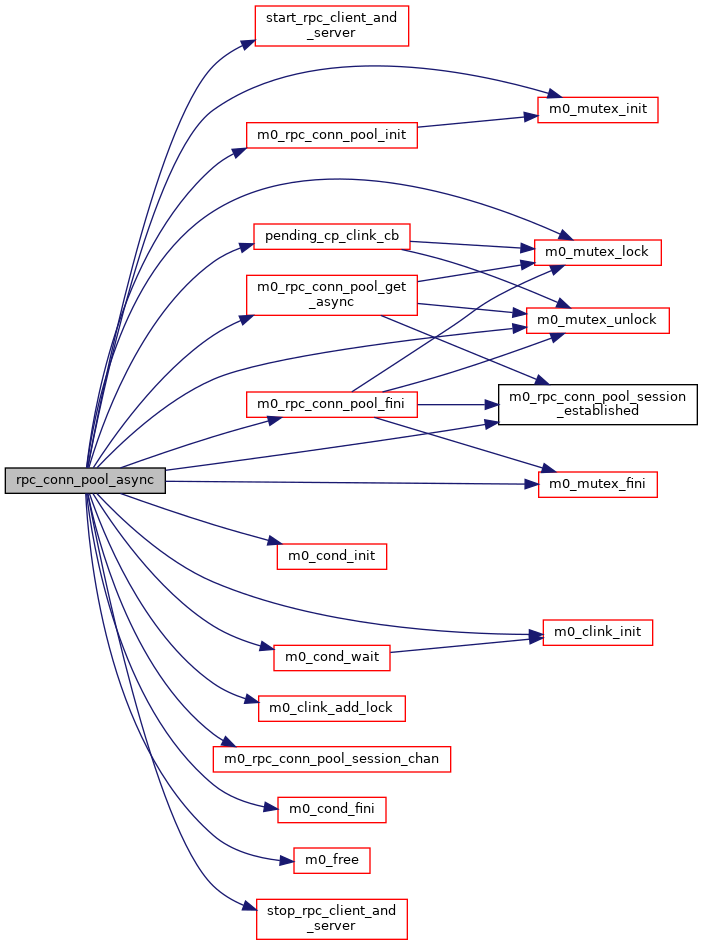 start_rpc_client_and
_server
m0_mutex_init
m0_rpc_conn_pool_init
pending_cp_clink_cb
m0_mutex_lock
m0_rpc_conn_pool_get
_async
m0_mutex_unlock
m0_rpc_conn_pool_fini
m0_rpc_conn_pool_session
_established
rpc_conn_pool_async
m0_mutex_fini
m0_cond_init
m0_clink_init
m0_cond_wait
m0_clink_add_lock
m0_rpc_conn_pool_session_chan
m0_cond_fini
m0_free
stop_rpc_client_and
_server